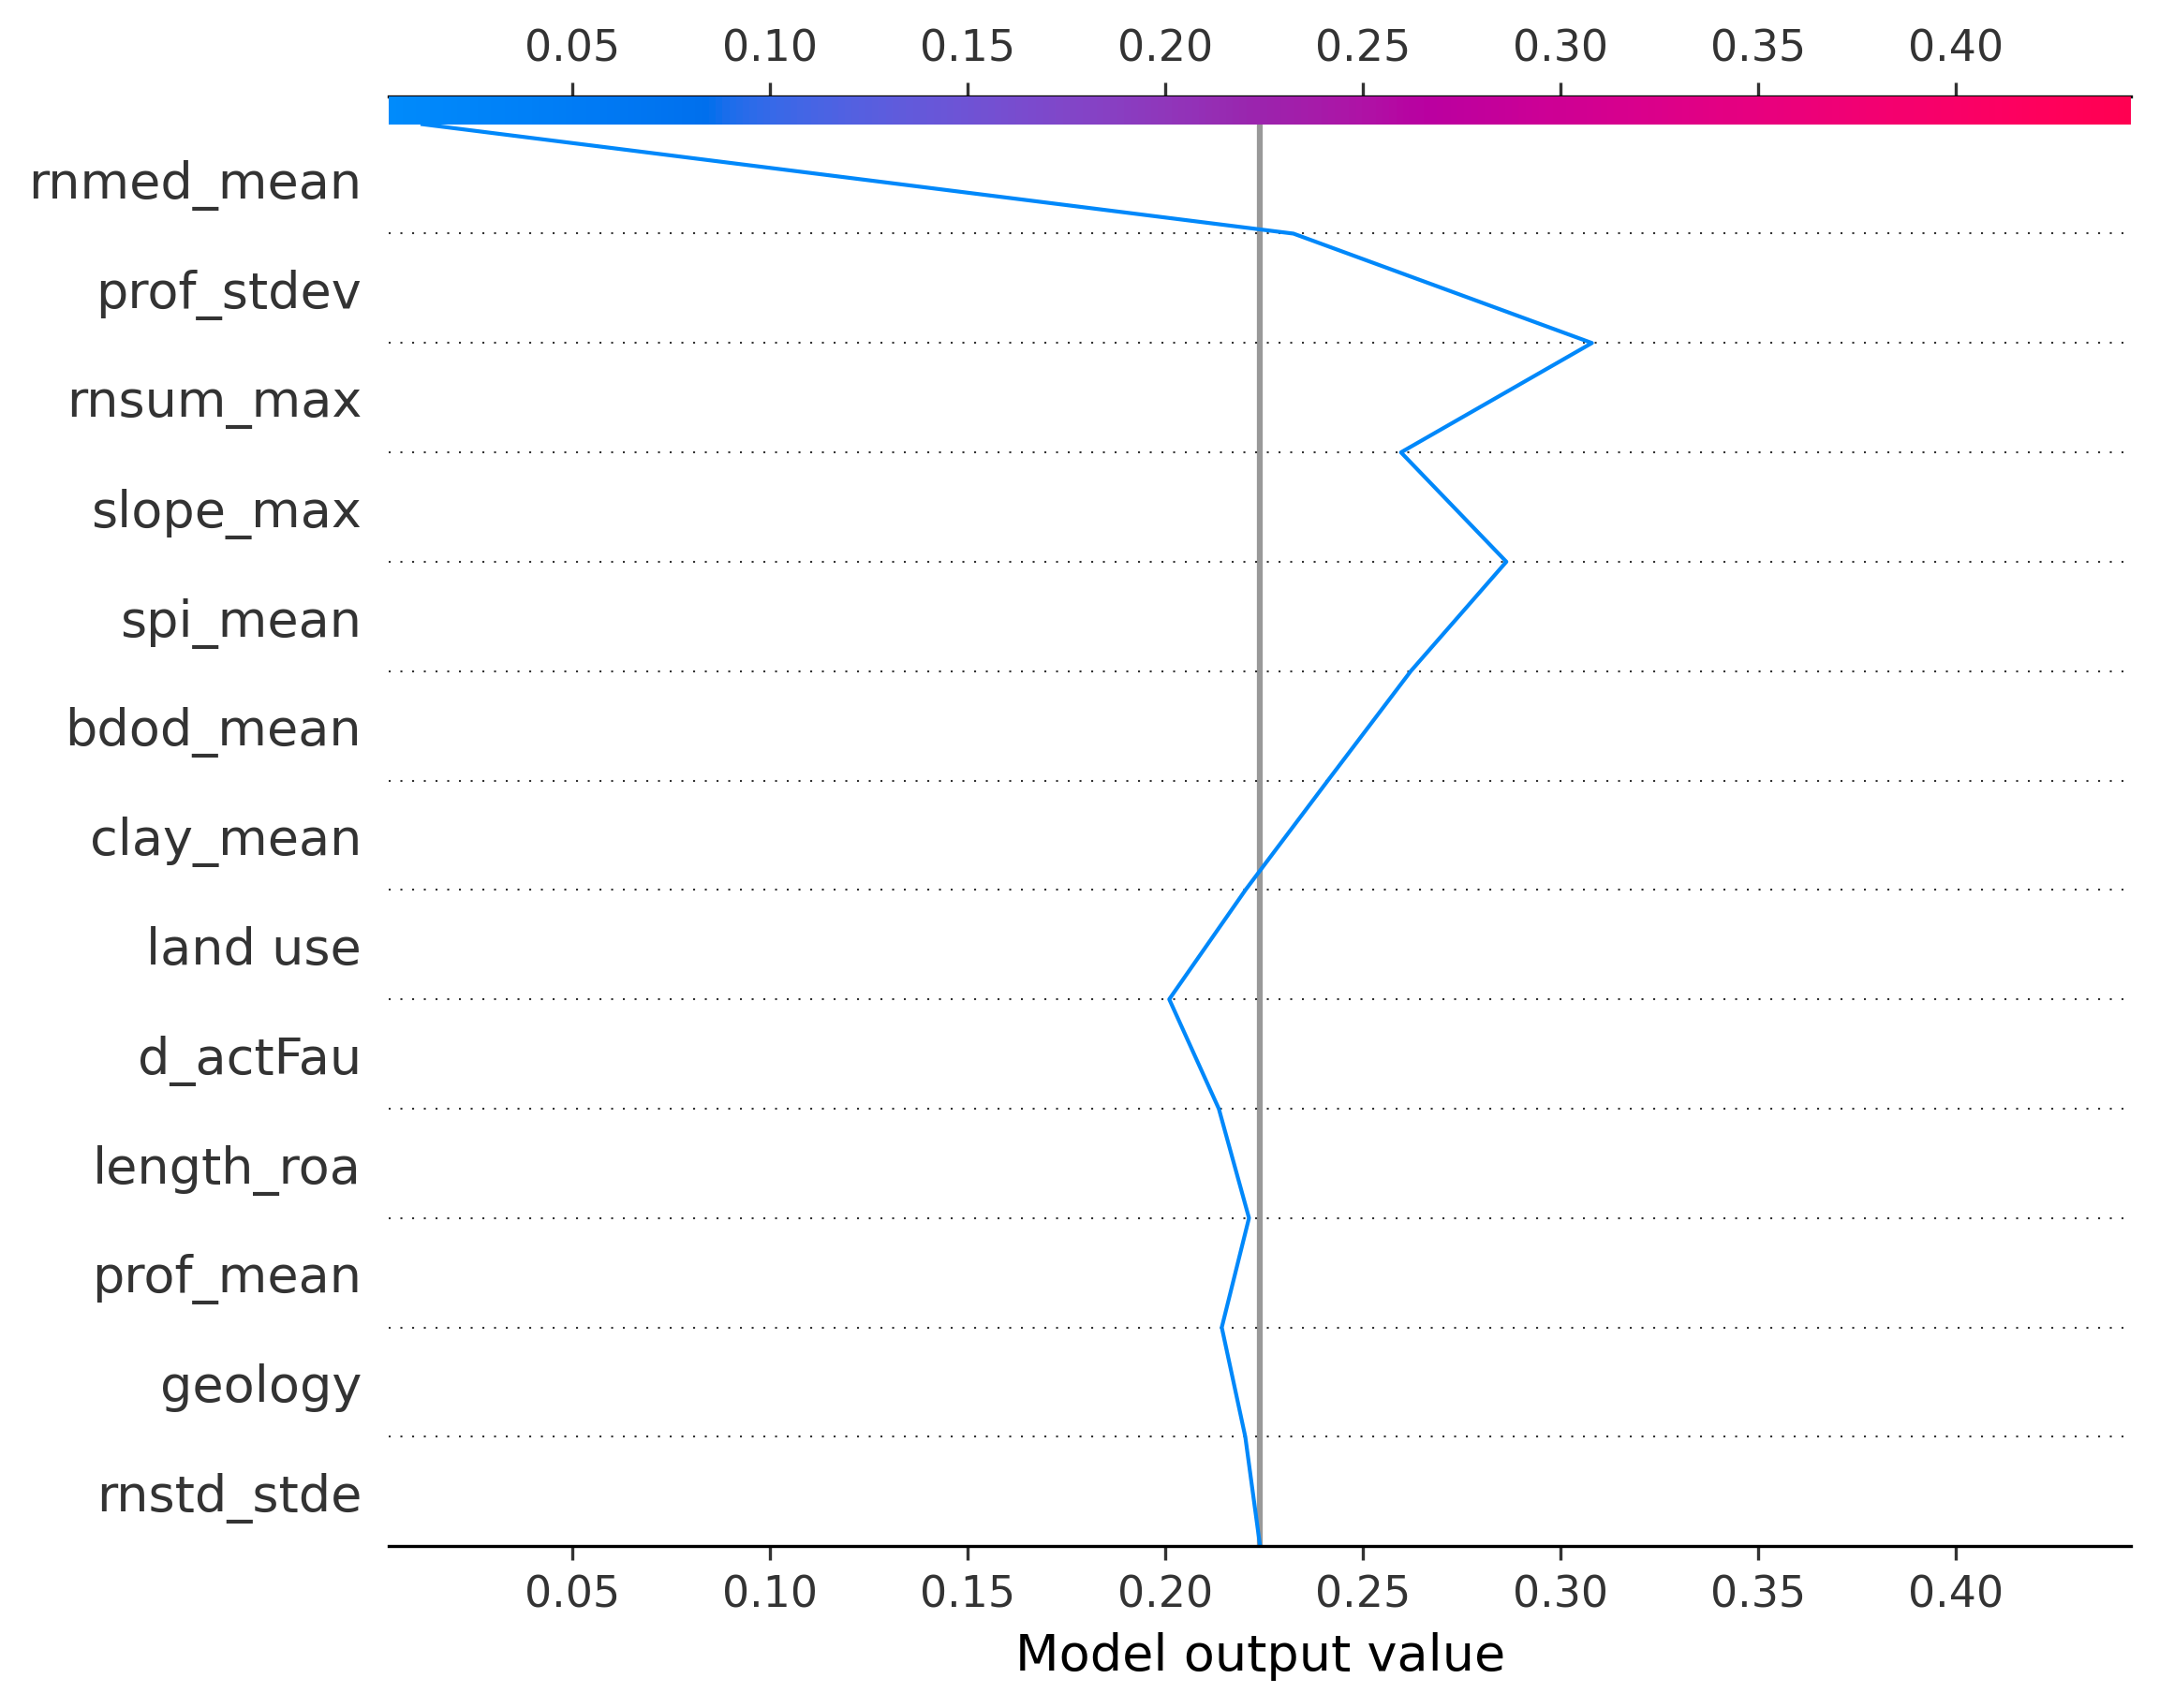 0.05 0.10 0.15 0.20 0.25 0.30 0.35 0.40
rnmed_mean
prof_stdev
rnsum_max
slope_max
spi_mean
bdod_mean
clay_mean
land use
d_actFau
length_roa
prof_mean
geology
rnstd_stde
0.05 0.10 0.15 0.20 0.25 0.30 0.35 0.40
Model output value